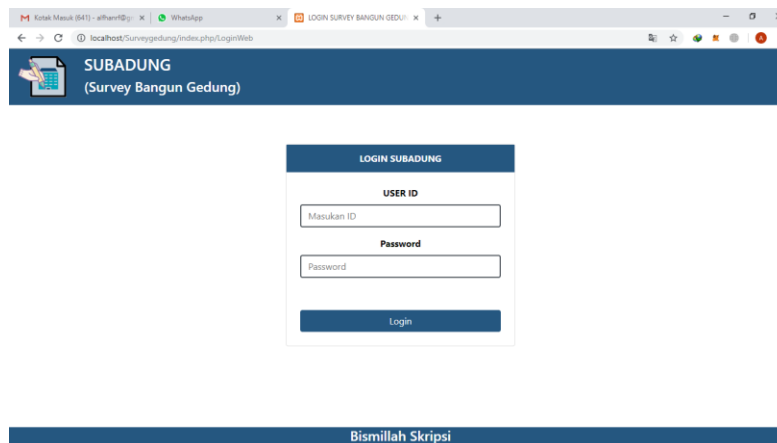 Kotak Masuk (641) - alfhanrf@g
WhatsApp
LOGIN SURVEY BANGUN GEDU
localhost/Surveygedung/index.php/LoginWeb
SUBADUNG
(Survey Bangun Gedung)
LOGIN SUBADUNG
USER ID
Masukan ID
Password
Password
Login
Bismillah Skripsi